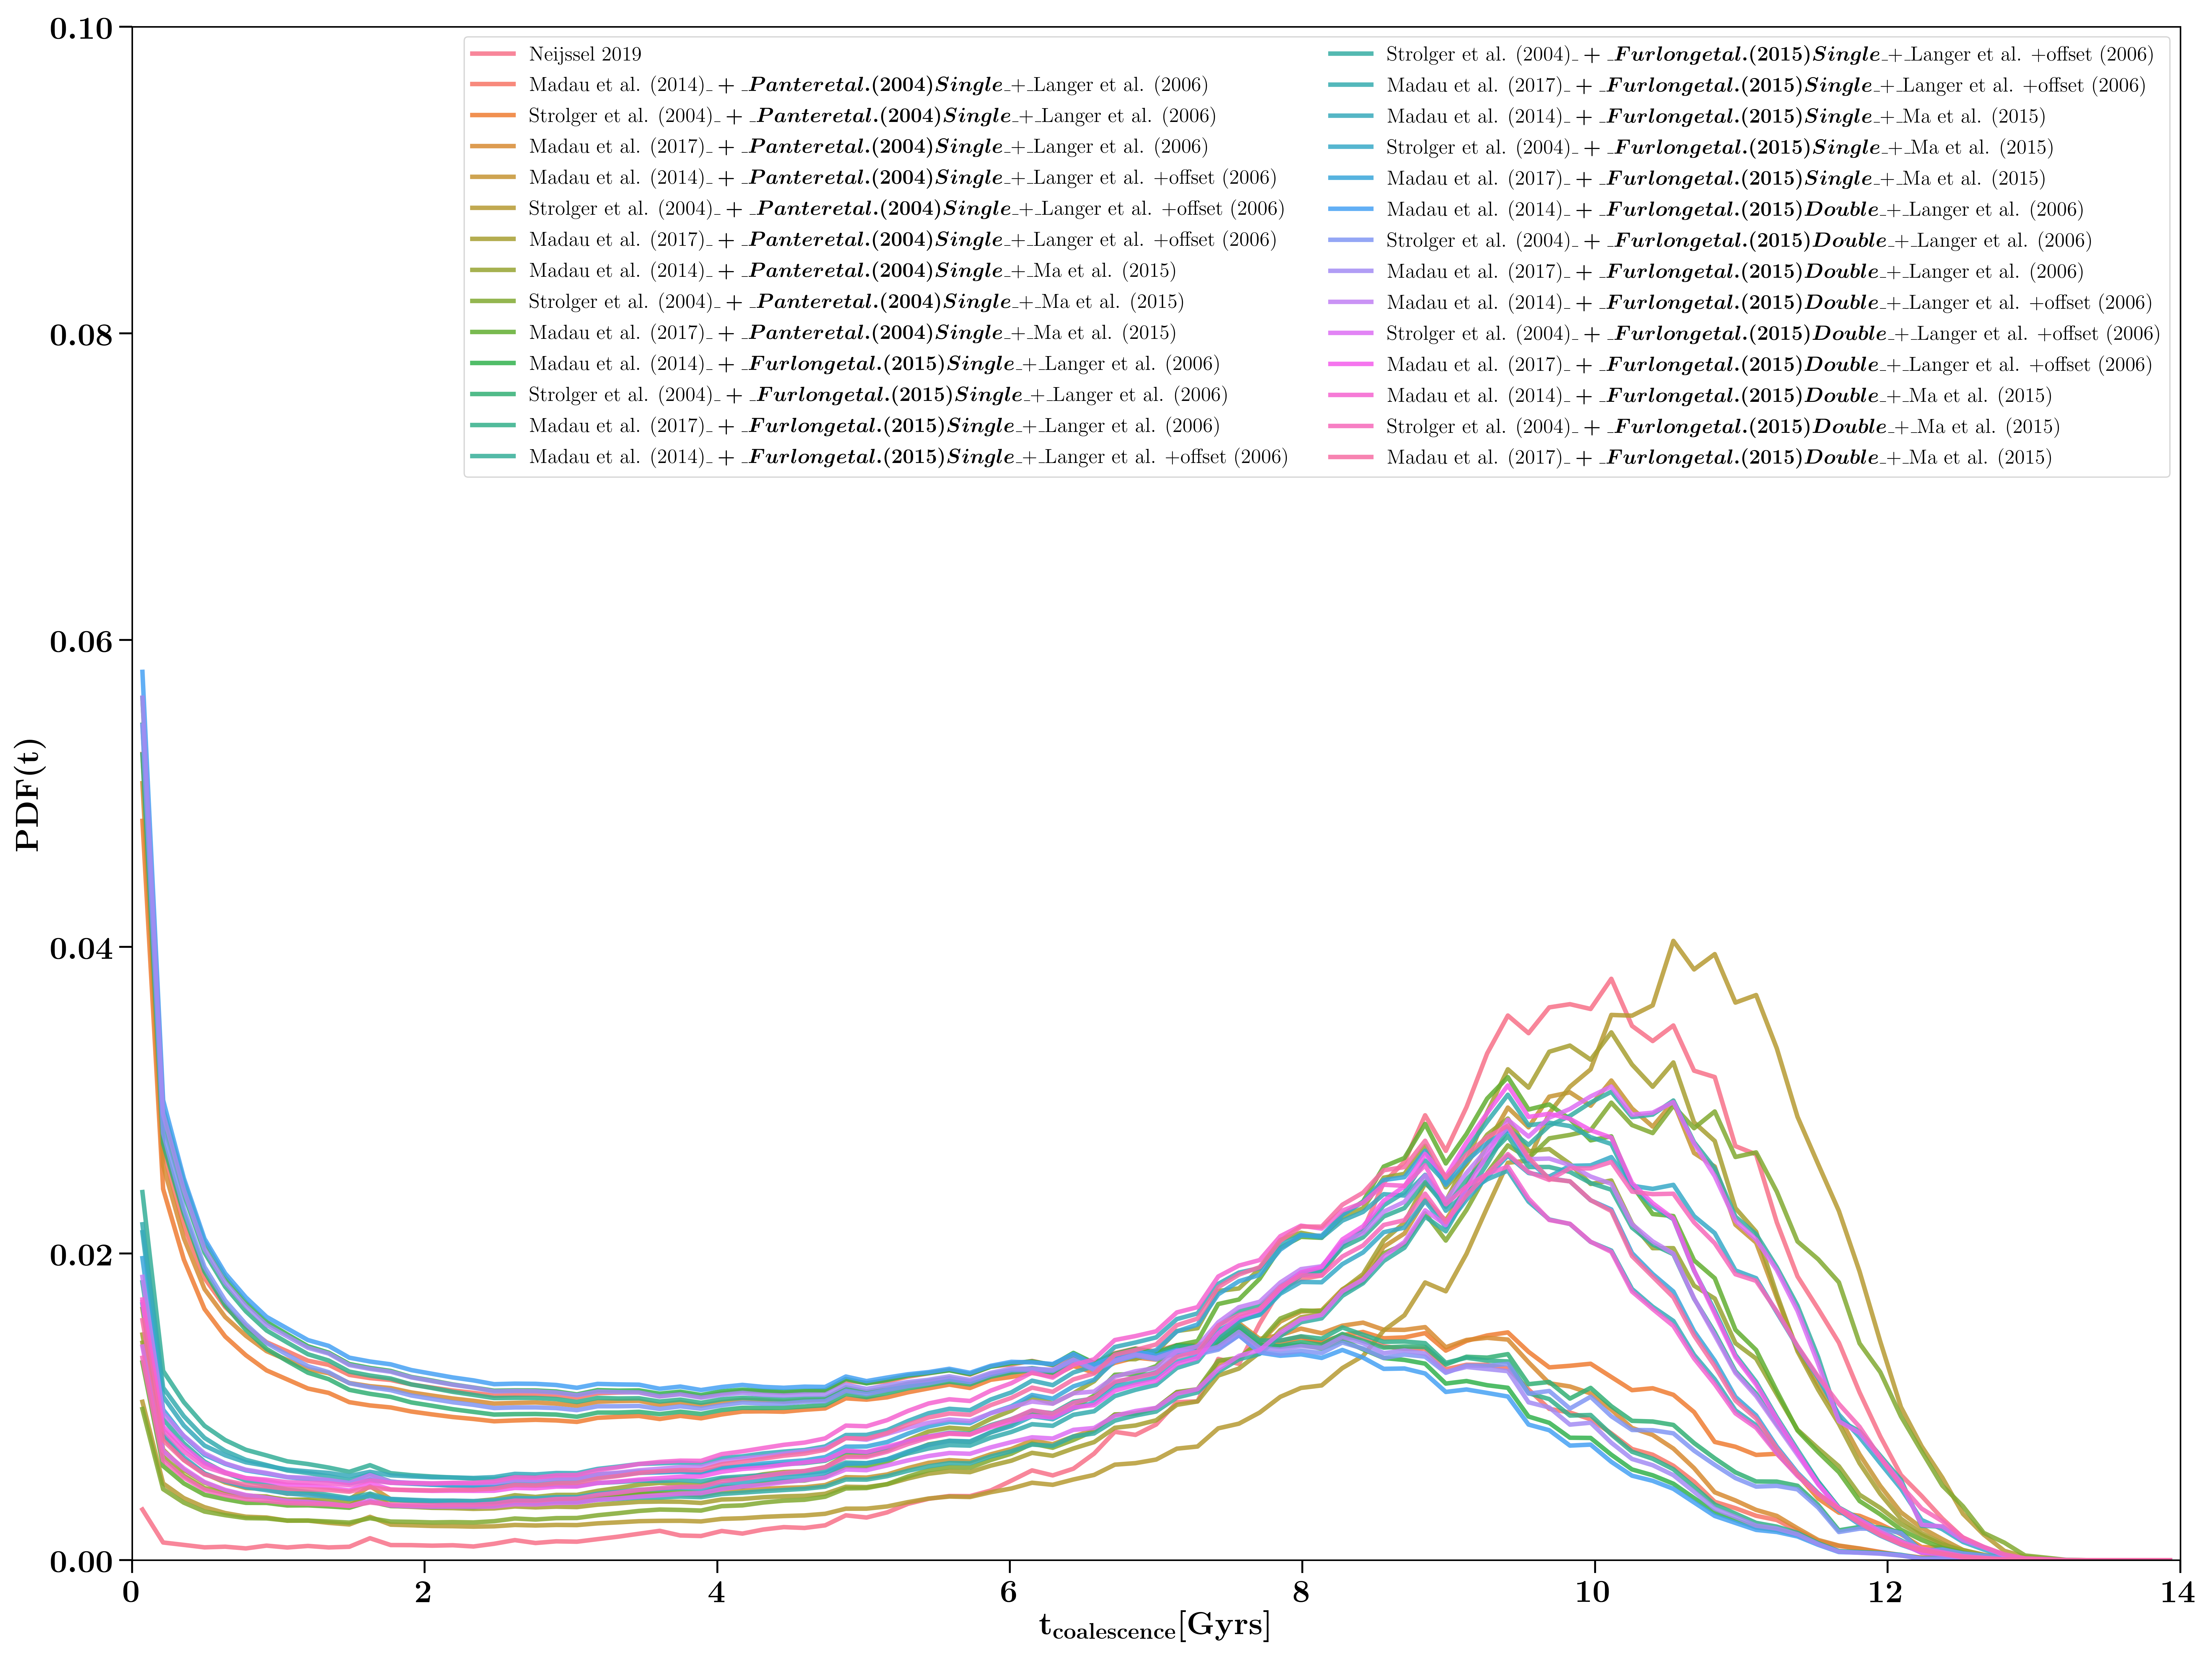 0.10
0.08
0.06
0.04
0.02
0.00
PDF(t)
Neijssel 2019
Madau et al. (2014)_ + _Panteretal.(2004)Single_+_Langer et al. (2006)
Strolger et al. (2004)_ + _Panteretal.(2004)Single_+_Langer et al. (2006)
Madau et al. (2017)_ + _Panteretal.(2004)Single_+_Langer et al. (2006)
Madau et al. (2014)_ + _Panteretal.(2004)Single_+_Langer et al. +offset (2006)
Strolger et al. (2004)_ + _Panteretal.(2004)Single_+_Langer et al. +offset (2006)
Madau et al. (2017)_ + _Panteretal.(2004)Single_+_Langer et al. +offset (2006)
Madau et al. (2014)_ + _Panteretal.(2004)Single_+_Ma et al. (2015)
Strolger et al. (2004)_ + _Panteretal.(2004)Single_+_Ma et al. (2015)
Madau et al. (2017)_ + _Panteretal.(2004)Single_+_Ma et al. (2015)
Madau et al. (2014)_ + _Furlongetal.(2015)Single_+_Langer et al. (2006)
Strolger et al. (2004)_ + _Furlongetal.(2015)Single_+_Langer et al. (2006)
Madau et al. (2017)_ + _Furlongetal.(2015)Single_+_Langer et al. (2006)
Madau et al. (2014)_ + _Furlongetal.(2015)Single_+_Langer et al. +offset (2006)
Strolger et al. (2004)_ + _Furlongetal.(2015)Single_+_Langer et al. +offset (2006)
Madau et al. (2017)_ + _Furlongetal.(2015)Single_+_Langer et al. +offset (2006)
Madau et al. (2014)_ + _Furlongetal.(2015)Single_+_Ma et al. (2015)
Strolger et al. (2004)_ + _Furlongetal.(2015)Single_+_Ma et al. (2015)
Madau et al. (2017)_ + _Furlongetal.(2015)Single_+_Ma et al. (2015)
Madau et al. (2014)_ + _Furlongetal.(2015)Double_+_Langer et al. (2006)
Strolger et al. (2004)_ + _Furlongetal.(2015)Double_+_Langer et al. (2006)
Madau et al. (2017)_ + _Furlongetal.(2015)Double_+_Langer et al. (2006)
Madau et al. (2014)_ + _Furlongetal.(2015)Double_+_Langer et al. +offset (2006)
Strolger et al. (2004)_ + _Furlongetal.(2015)Double_+_Langer et al. +offset (2006)
Madau et al. (2017)_ + _Furlongetal.(2015)Double_+_Langer et al. +offset (2006)
Madau et al. (2014)_ + _Furlongetal.(2015)Double_+_Ma et al. (2015)
Strolger et al. (2004)_ + _Furlongetal.(2015)Double_+_Ma et al. (2015)
Madau et al. (2017)_ + _Furlongetal.(2015)Double_+_Ma et al. (2015)
0 2 4 6 8 10 12 14
tcoalescence[Gyrs]